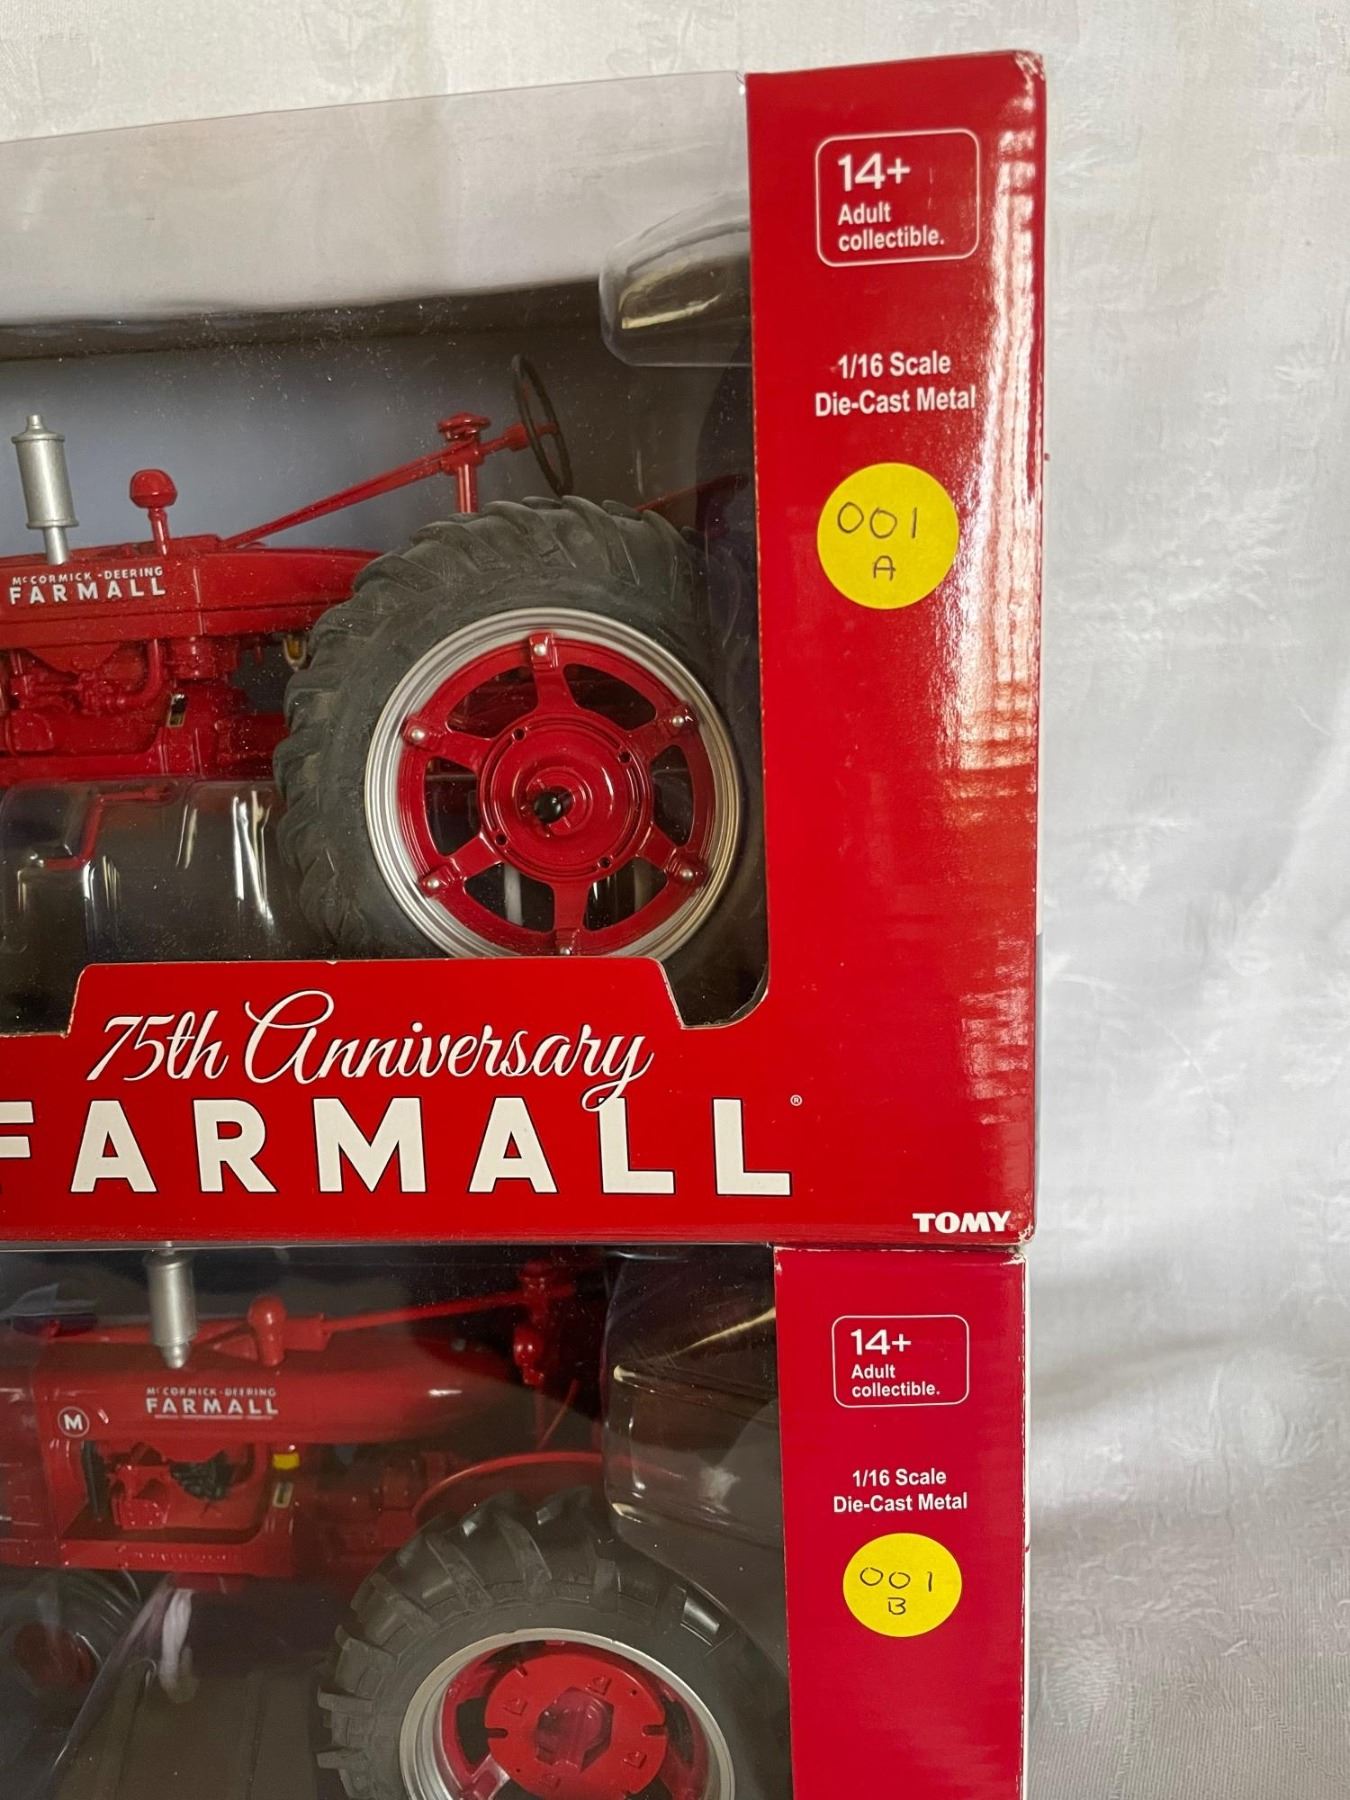 14+
Adult
collectible.
1/16 Scale
Die-Cast Metal
001
A
McCORMICK-DEERING
FARMALL
75th Anniversary
FARMALL®
TOMY
14+
Adult
collectible.
1/16 Scale
Die-Cast Metal
001
B
McCORMICK-DEERING
FARMALL
M